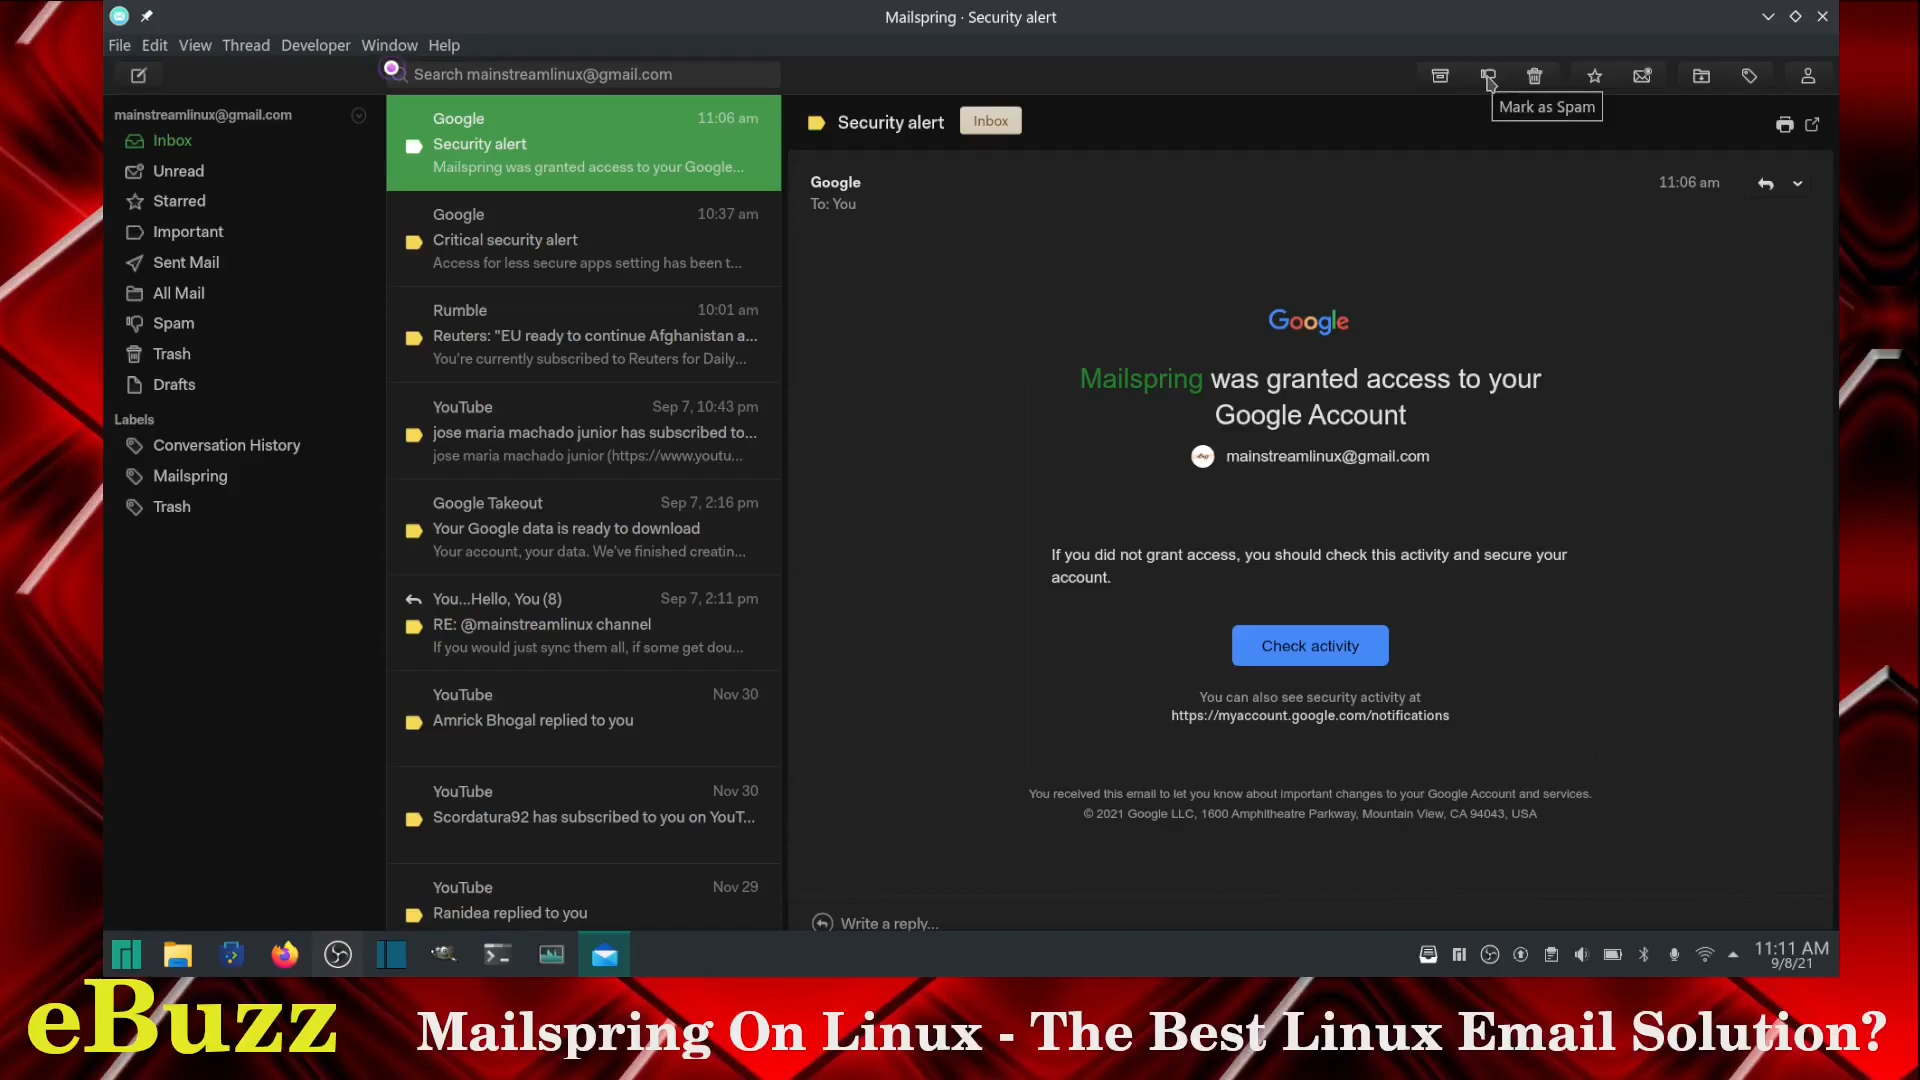 Mailspring · Security alert
File Edit View Thread Developer Window Help
Search mainstreamlinux@gmail.com
Mark as Spam
mainstreamlinux@gmail.com
Inbox
Unread
Starred
Important
Sent Mail
All Mail
Spam
Trash
Drafts
Labels
Conversation History
Mailspring
Trash
Google 11:06 am
Security alert
Mailspring was granted access to your Google...
Google 10:37 am
Critical security alert
Access for less secure apps setting has been t...
Rumble 10:01 am
Reuters: "EU ready to continue Afghanistan a...
You're currently subscribed to Reuters for Daily...
YouTube Sep 7, 10:43 pm
jose maria machado junior has subscribed to...
jose maria machado junior (https://www.youtu...
Google Takeout Sep 7, 2:16 pm
Your Google data is ready to download
Your account, your data. We've finished creatin...
You...Hello, You (8) Sep 7, 2:11 pm
RE: @mainstreamlinux channel
If you would just sync them all, if some get dou...
YouTube Nov 30
Amrick Bhogal replied to you
YouTube Nov 30
Scordatura92 has subscribed to you on YouT...
YouTube Nov 29
Ranidea replied to you
Security alert Inbox
Google 11:06 am
To: You
Google
Mailspring was granted access to your
Google Account
mainstreamlinux@gmail.com
If you did not grant access, you should check this activity and secure your
account.
Check activity
You can also see security activity at
https://myaccount.google.com/notifications
You received this email to let you know about important changes to your Google Account and services.
© 2021 Google LLC, 1600 Amphitheatre Parkway, Mountain View, CA 94043, USA
Write a reply...
11:11 AM
9/8/21
eBuzz
Mailspring On Linux - The Best Linux Email Solution?